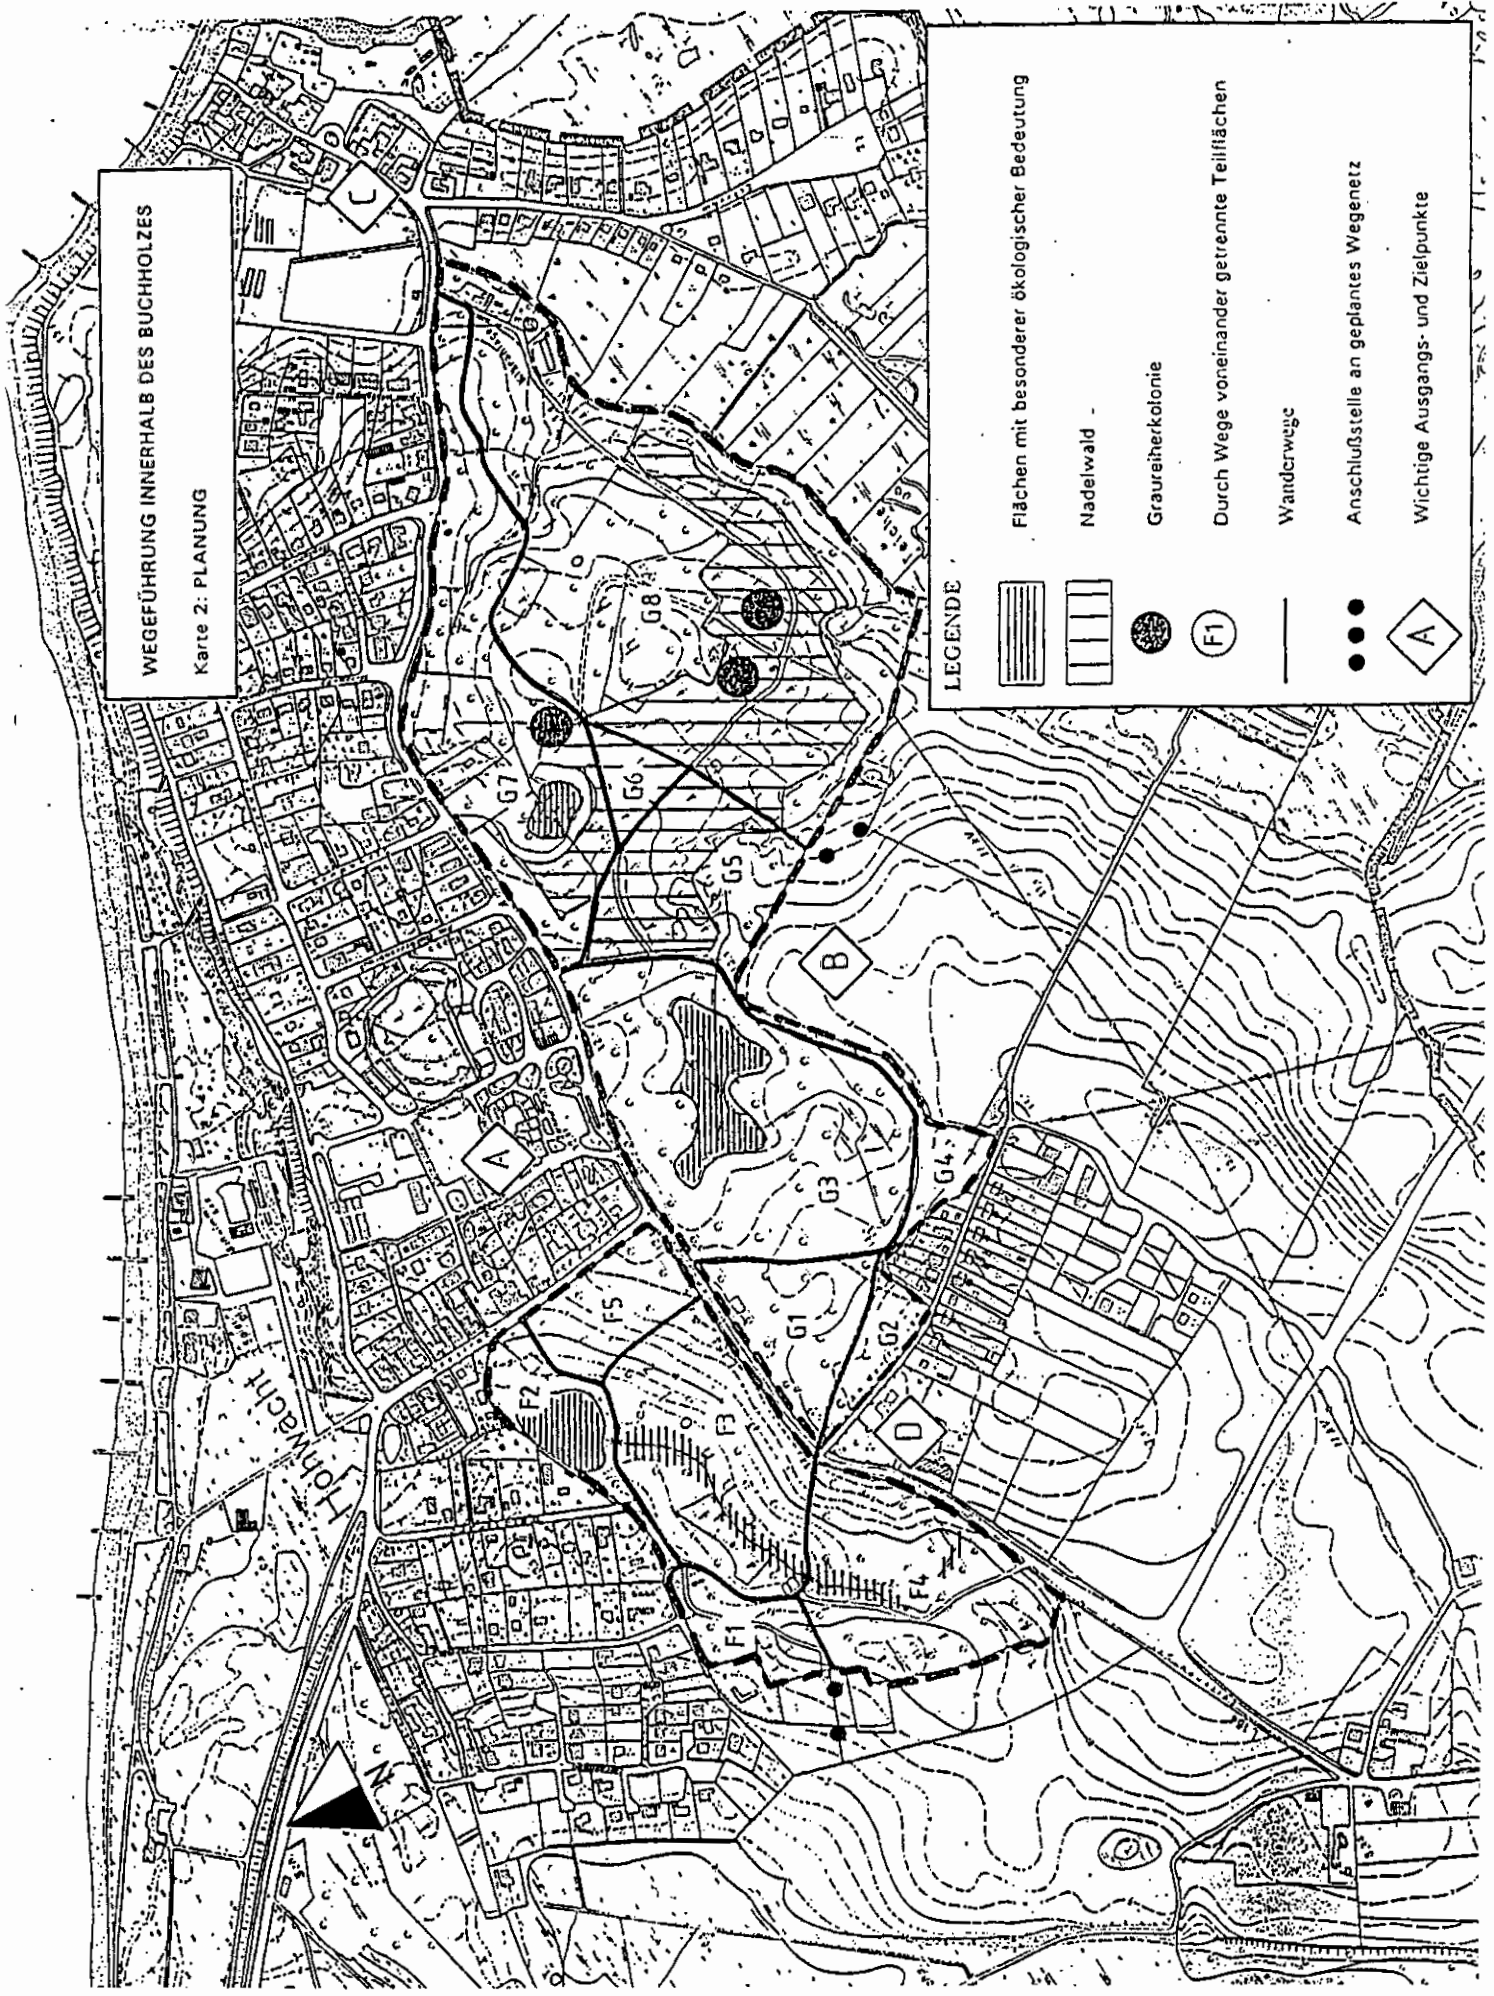 WEGEFÜHRUNG INNERHALB DES BUCHHOLZES
Karte 2: PLANUNG
C
Hohwacht
A
N
G7
G8
G6
G5
B
G3
G4
G1
G2
D
F5
F2
F3
F4
F1
LEGENDE
Flächen mit besonderer ökologischer Bedeutung
Nadelwald
Graureiherkolonie
F1 Durch Wege voneinander getrennte Teilflächen
Wanderwege
Anschlußstelle an geplantes Wegenetz
A Wichtige Ausgangs- und Zielpunkte